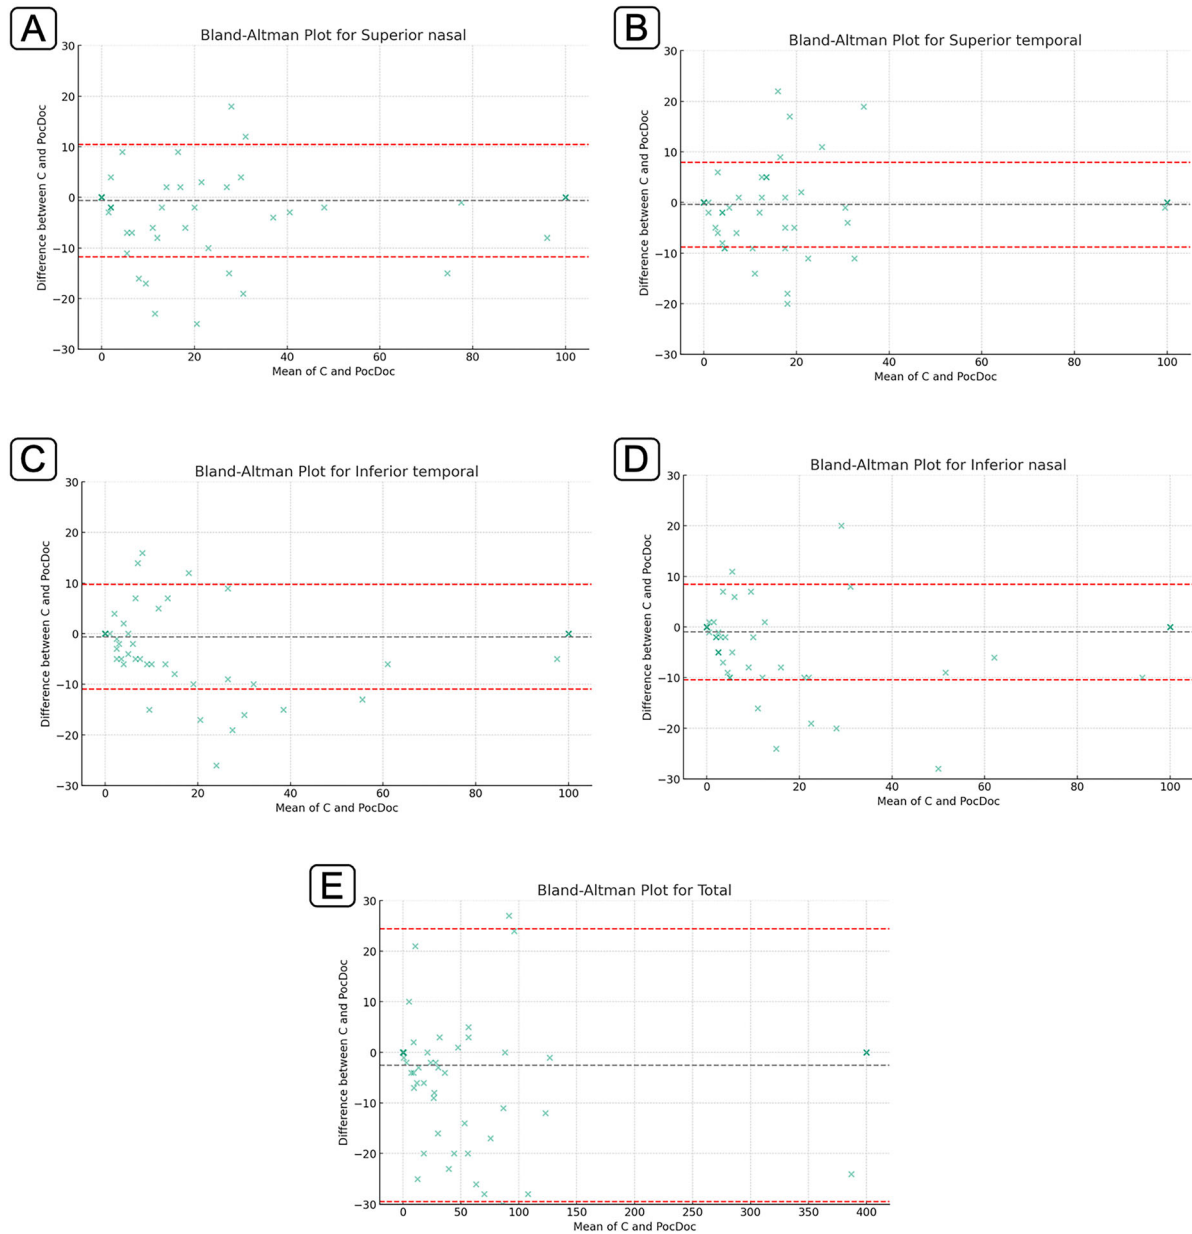 A
Bland-Altman Plot for Superior nasal
30
20
10
0
−10
−20
−30
Difference between C and PocDoc
0 20 40 60 80 100
Mean of C and PocDoc
B
Bland-Altman Plot for Superior temporal
30
20
10
0
−10
−20
−30
Difference between C and PocDoc
0 20 40 60 80 100
Mean of C and PocDoc
C
Bland-Altman Plot for Inferior temporal
30
20
10
0
−10
−20
−30
Difference between C and PocDoc
0 20 40 60 80 100
Mean of C and PocDoc
D
Bland-Altman Plot for Inferior nasal
30
20
10
0
−10
−20
−30
Difference between C and PocDoc
0 20 40 60 80 100
Mean of C and PocDoc
E
Bland-Altman Plot for Total
30
20
10
0
−10
−20
−30
Difference between C and PocDoc
0 50 100 150 200 250 300 350 400
Mean of C and PocDoc